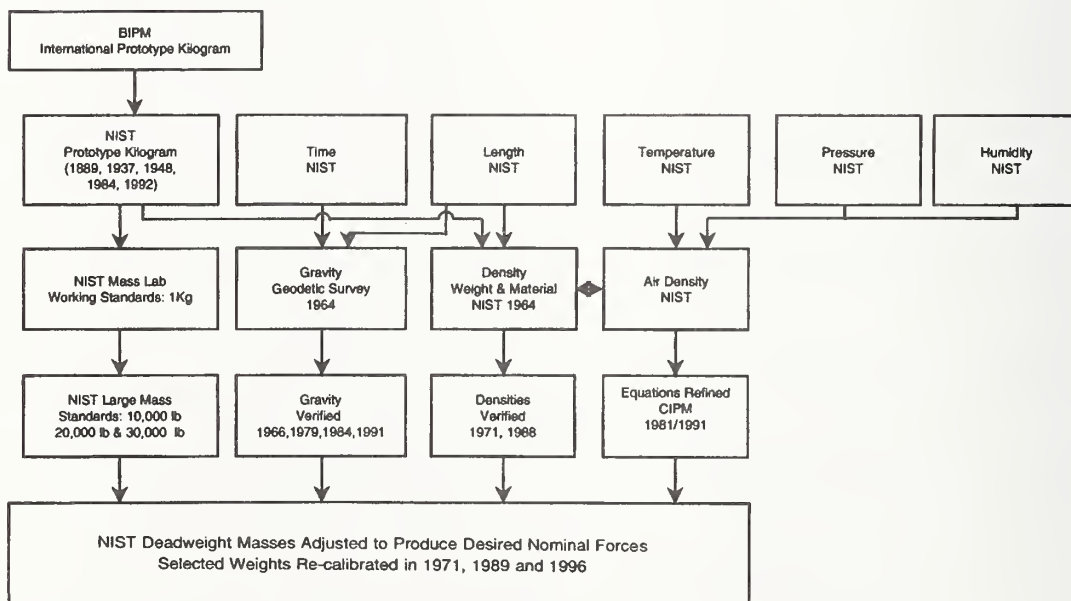 BIPM
International Prototype Kilogram
NIST
Prototype Kilogram
(1889, 1937, 1948,
1984, 1992)
Time
NIST
Length
NIST
Temperature
NIST
Pressure
NIST
Humidity
NIST
NIST Mass Lab
Working Standards: 1Kg
Gravity
Geodetic Survey
1964
Density
Weight & Material
NIST 1964
Air Density
NIST
NIST Large Mass
Standards: 10,000 lb
20,000 lb & 30,000 lb
Gravity
Verified
1966,1979,1984,1991
Densities
Verified
1971, 1988
Equations Refined
CIPM
1981/1991
NIST Deadweight Masses Adjusted to Produce Desired Nominal Forces
Selected Weights Re-calibrated in 1971, 1989 and 1996